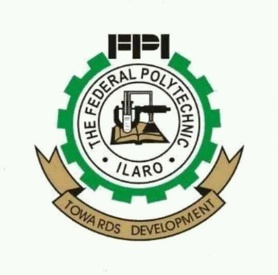 FPI
THE FEDERAL POLYTECHNIC
• ILARO •
TOWARDS DEVELOPMENT